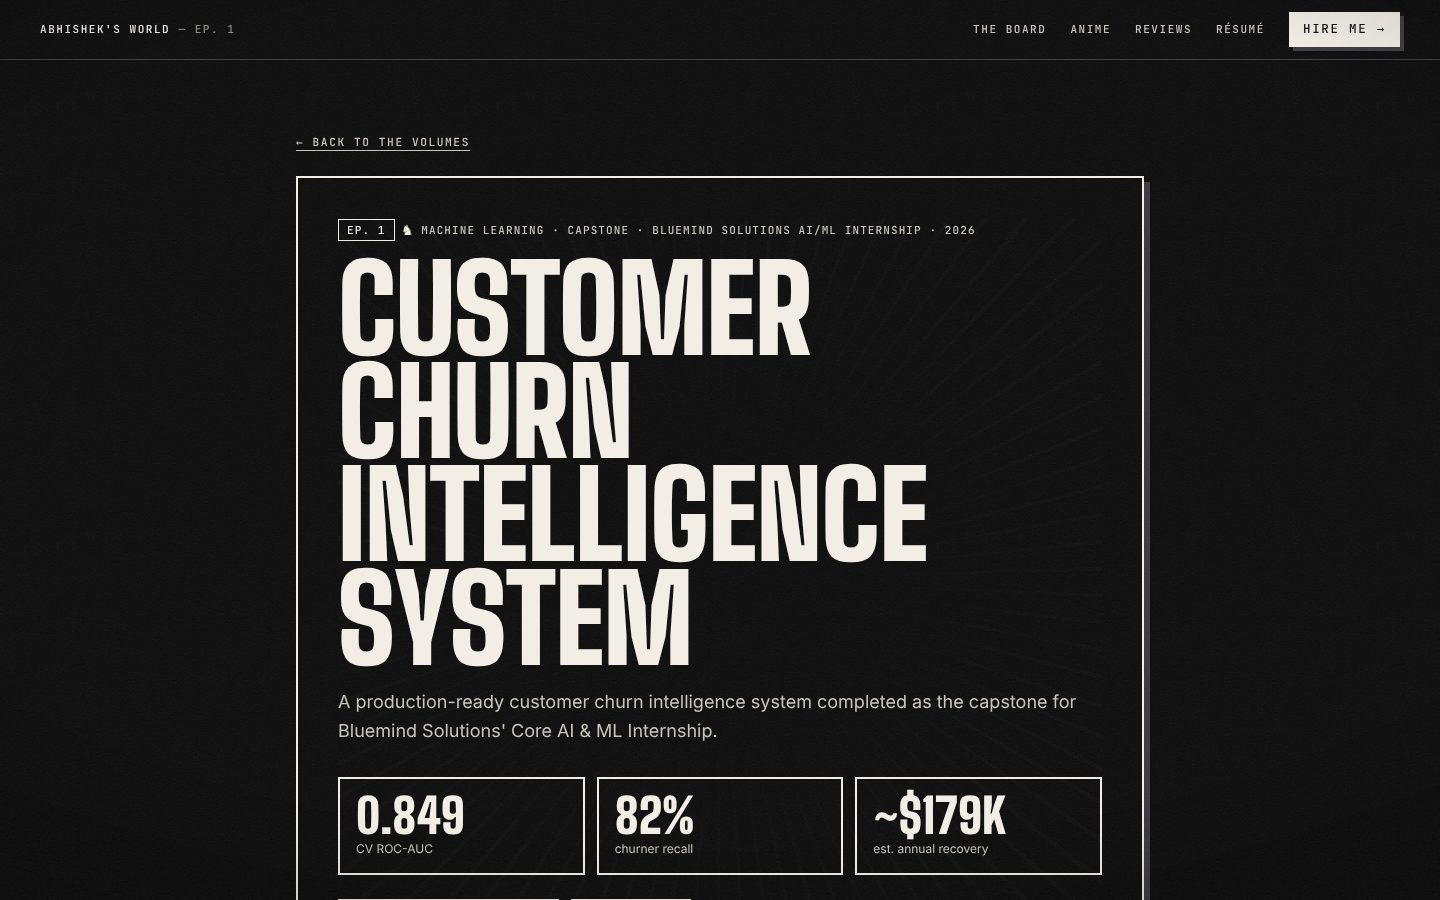 ABHISHEK'S WORLD — EP. 1
THE BOARD
ANIME
REVIEWS
RÉSUMÉ
HIRE ME →
← BACK TO THE VOLUMES
EP. 1 ♞ MACHINE LEARNING · CAPSTONE · BLUEMIND SOLUTIONS AI/ML INTERNSHIP · 2026
CUSTOMER
CHURN
INTELLIGENCE
SYSTEM
A production-ready customer churn intelligence system completed as the capstone for
Bluemind Solutions' Core AI & ML Internship.
0.849
CV ROC-AUC
82%
churner recall
~$179K
est. annual recovery